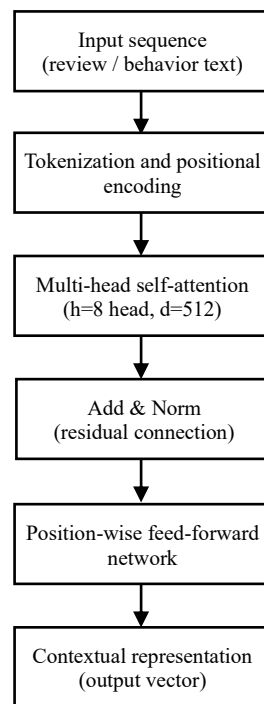 Input sequence
(review / behavior text)
Tokenization and positional
encoding
Multi-head self-attention
(h=8 head, d=512)
Add & Norm
(residual connection)
Position-wise feed-forward
network
Contextual representation
(output vector)